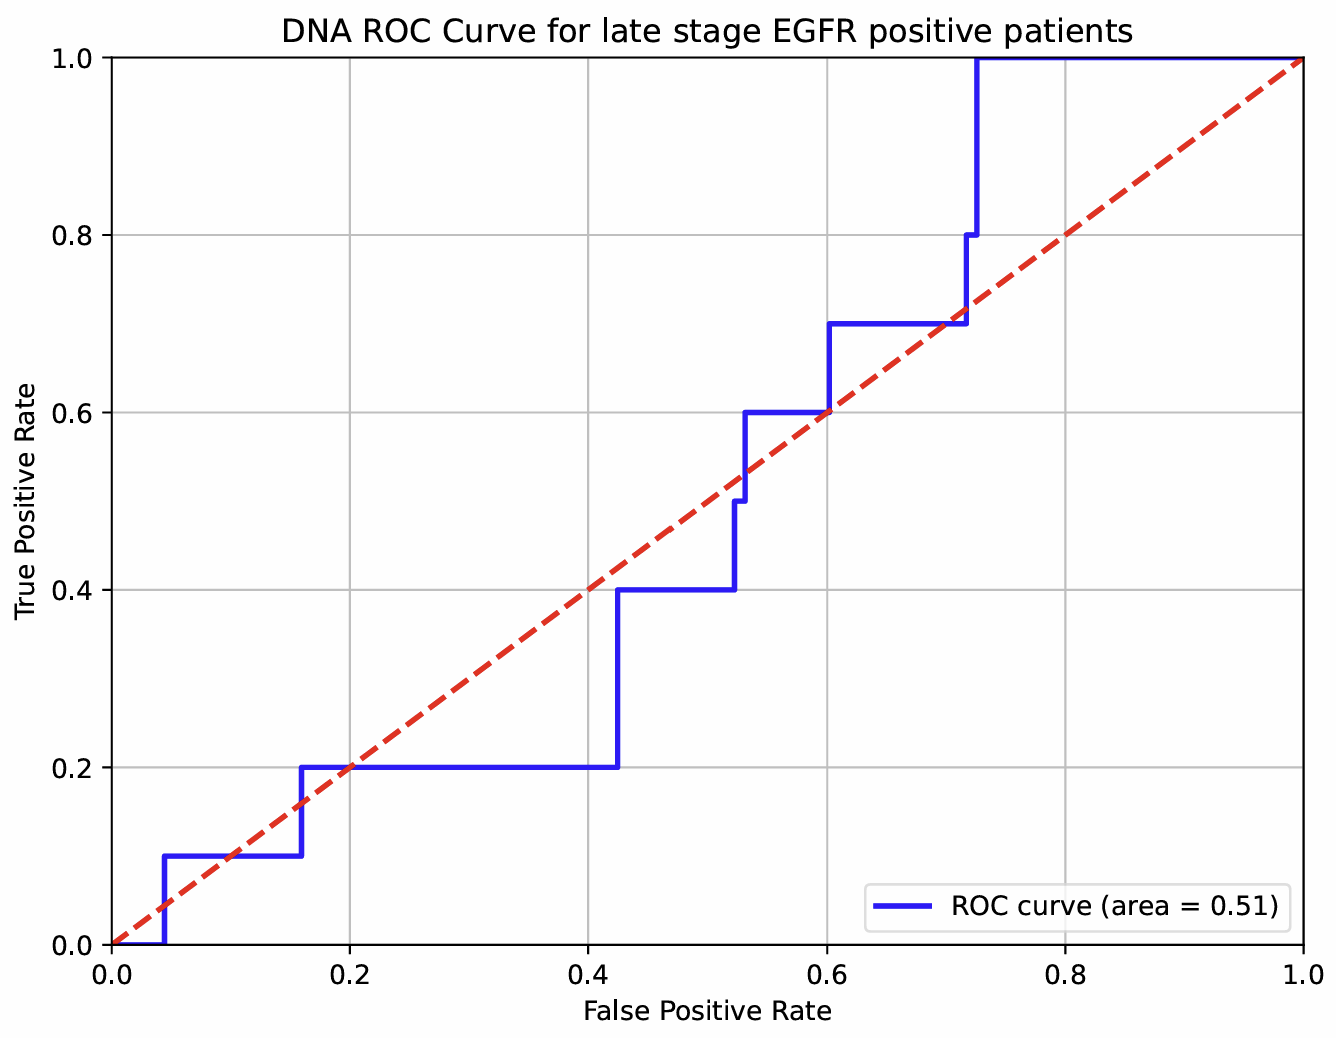 DNA ROC Curve for late stage EGFR positive patients
1.0
0.8
0.6
0.4
0.2
0.0
True Positive Rate
ROC curve (area = 0.51)
0.0 0.2 0.4 0.6 0.8 1.0
False Positive Rate